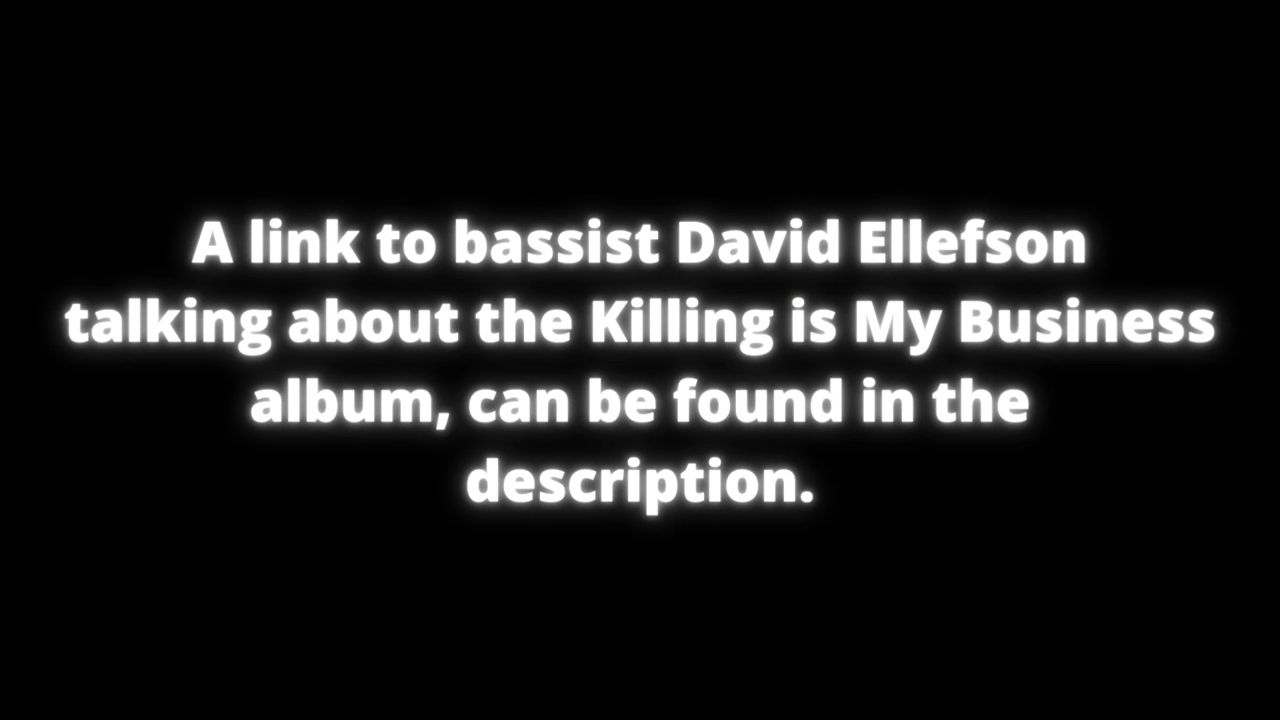 A link to bassist David Ellefson
talking about the Killing is My Business
album, can be found in the
description.